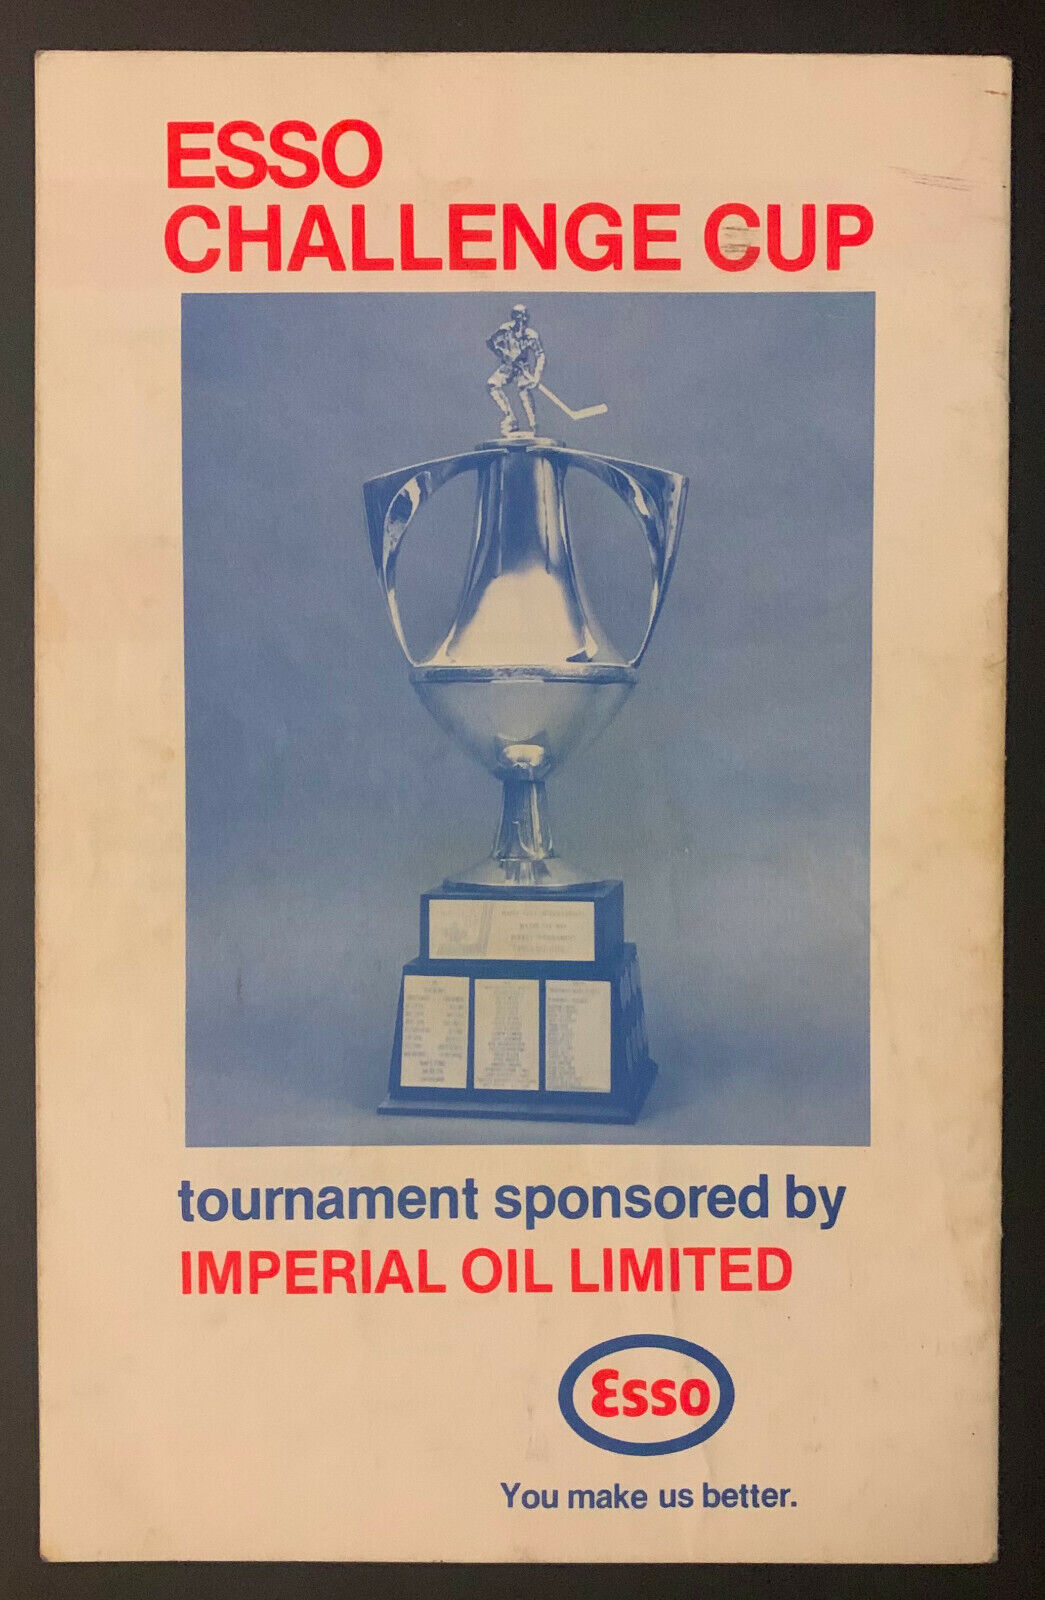 ESSO
CHALLENGE CUP
tournament sponsored by
IMPERIAL OIL LIMITED
Esso
You make us better.